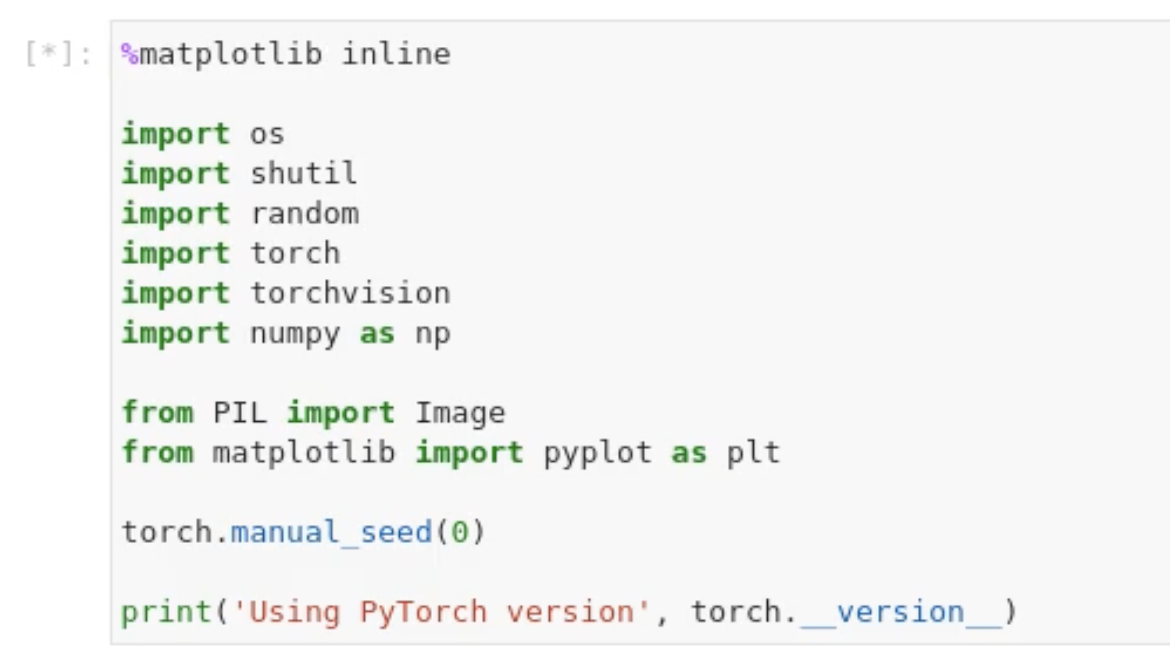 [*]: %matplotlib inline
import os
import shutil
import random
import torch
import torchvision
import numpy as np
from PIL import Image
from matplotlib import pyplot as plt
torch.manual_seed(0)
print('Using PyTorch version', torch.__version__)